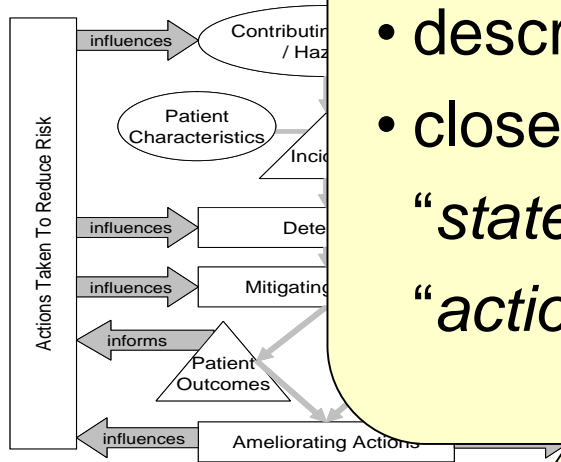 Actions Taken To Reduce Risk
influences
Contributin
/ Haz
Patient
Characteristics
Inci
influences
Dete
influences
Mitigating
informs
Patient
Outcomes
influences
Ameliorating Actions
• descr
• close
“state
“actio